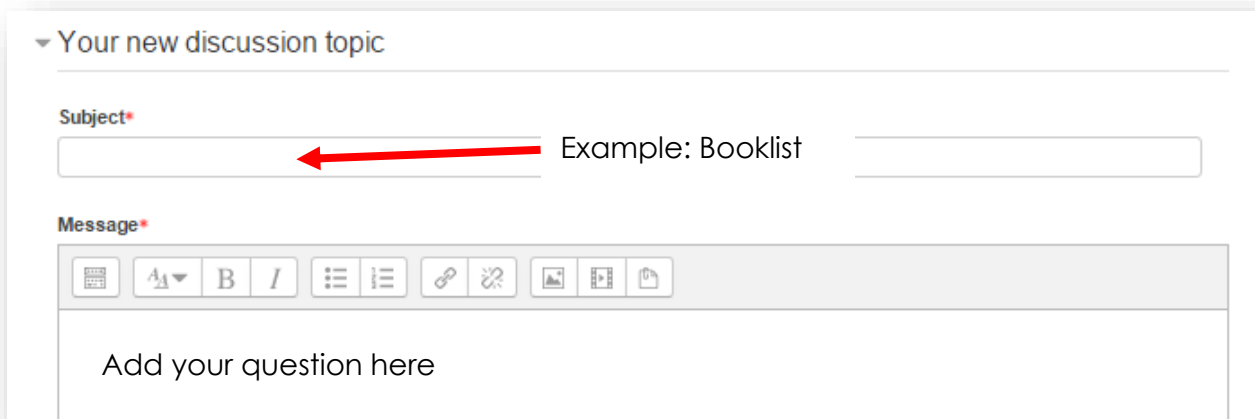 Your new discussion topic
Subject*
Example: Booklist
Message*
B I
Add your question here